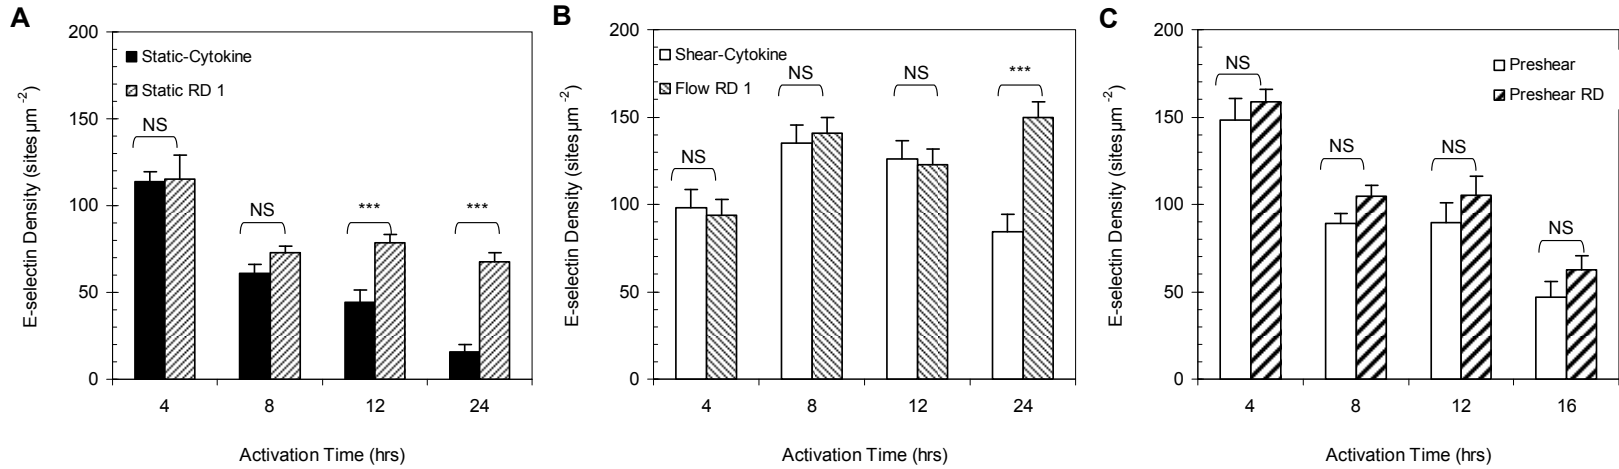 A
200
150
100
50
0
E-selectin Density (sites µm⁻²)
Static-Cytokine
Static RD 1
NS
NS
***
***
4 8 12 24
Activation Time (hrs)
B
200
150
100
50
0
E-selectin Density (sites µm⁻²)
Shear-Cytokine
Flow RD 1
NS
NS
NS
***
4 8 12 24
Activation Time (hrs)
C
200
150
100
50
0
E-selectin Density (sites µm⁻²)
Preshear
Preshear RD
NS
NS
NS
NS
4 8 12 16
Activation Time (hrs)